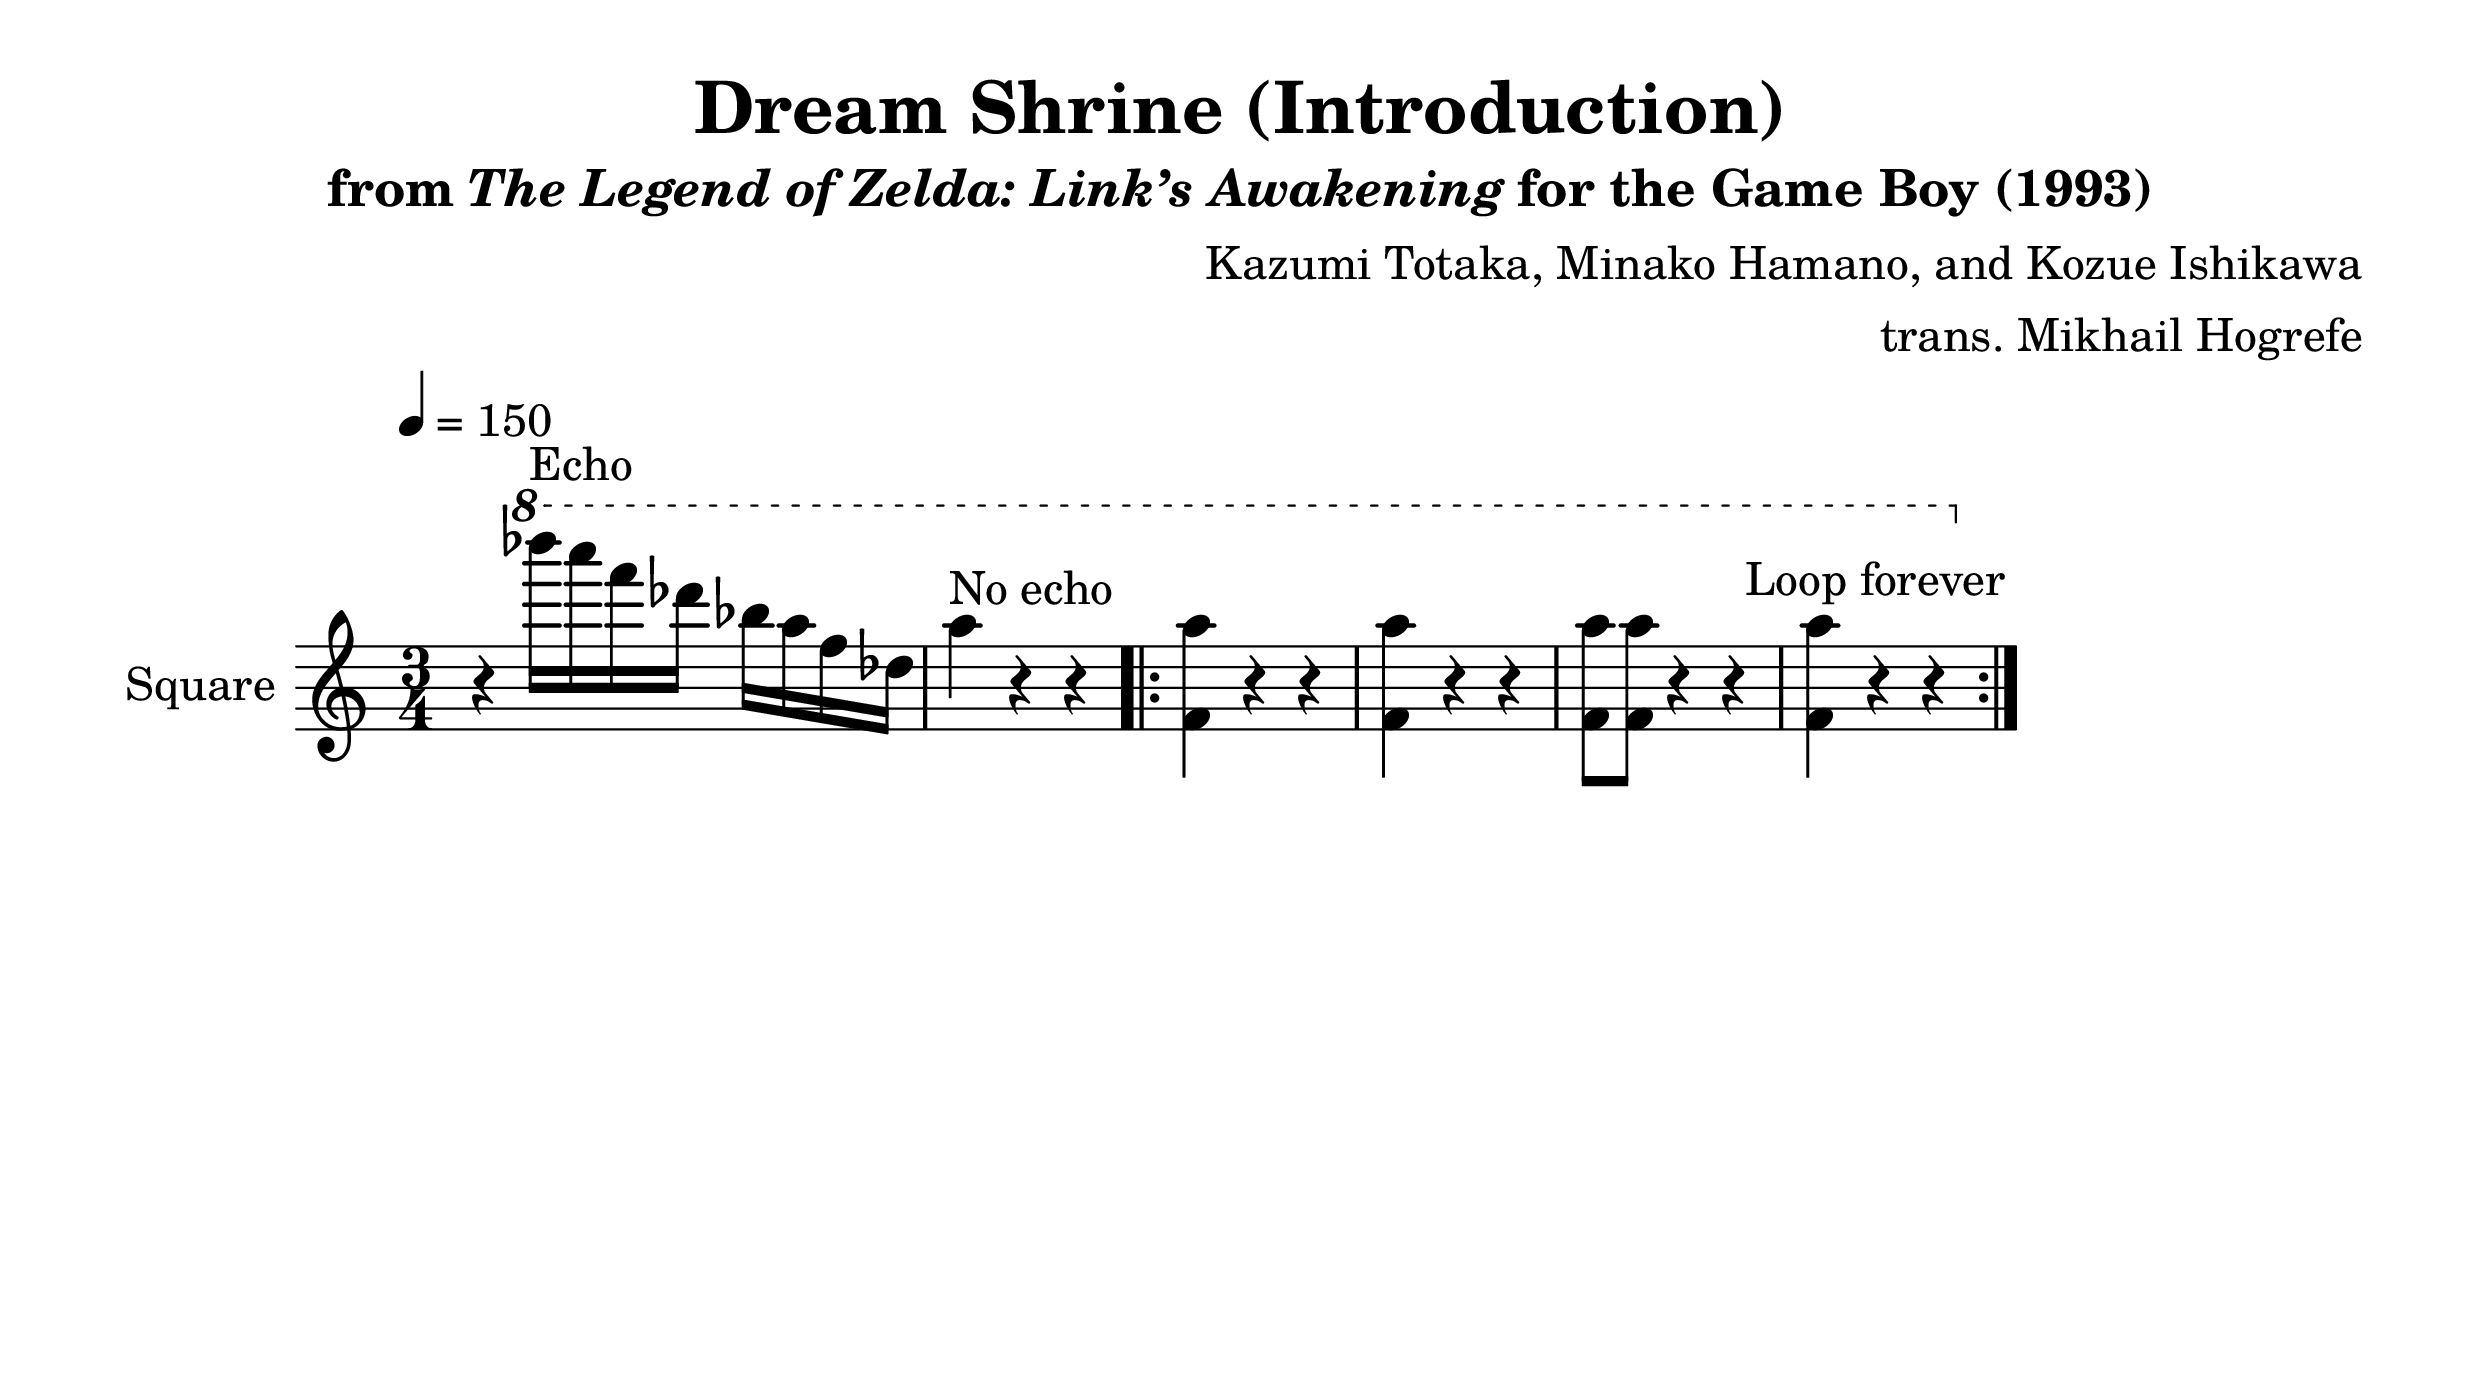 Dream Shrine (Introduction)
from The Legend of Zelda: Link’s Awakening for the Game Boy (1993)
Kazumi Totaka, Minako Hamano, and Kozue Ishikawa
trans. Mikhail Hogrefe
= 150
Echo
8
No echo
Loop forever
Square
3
4